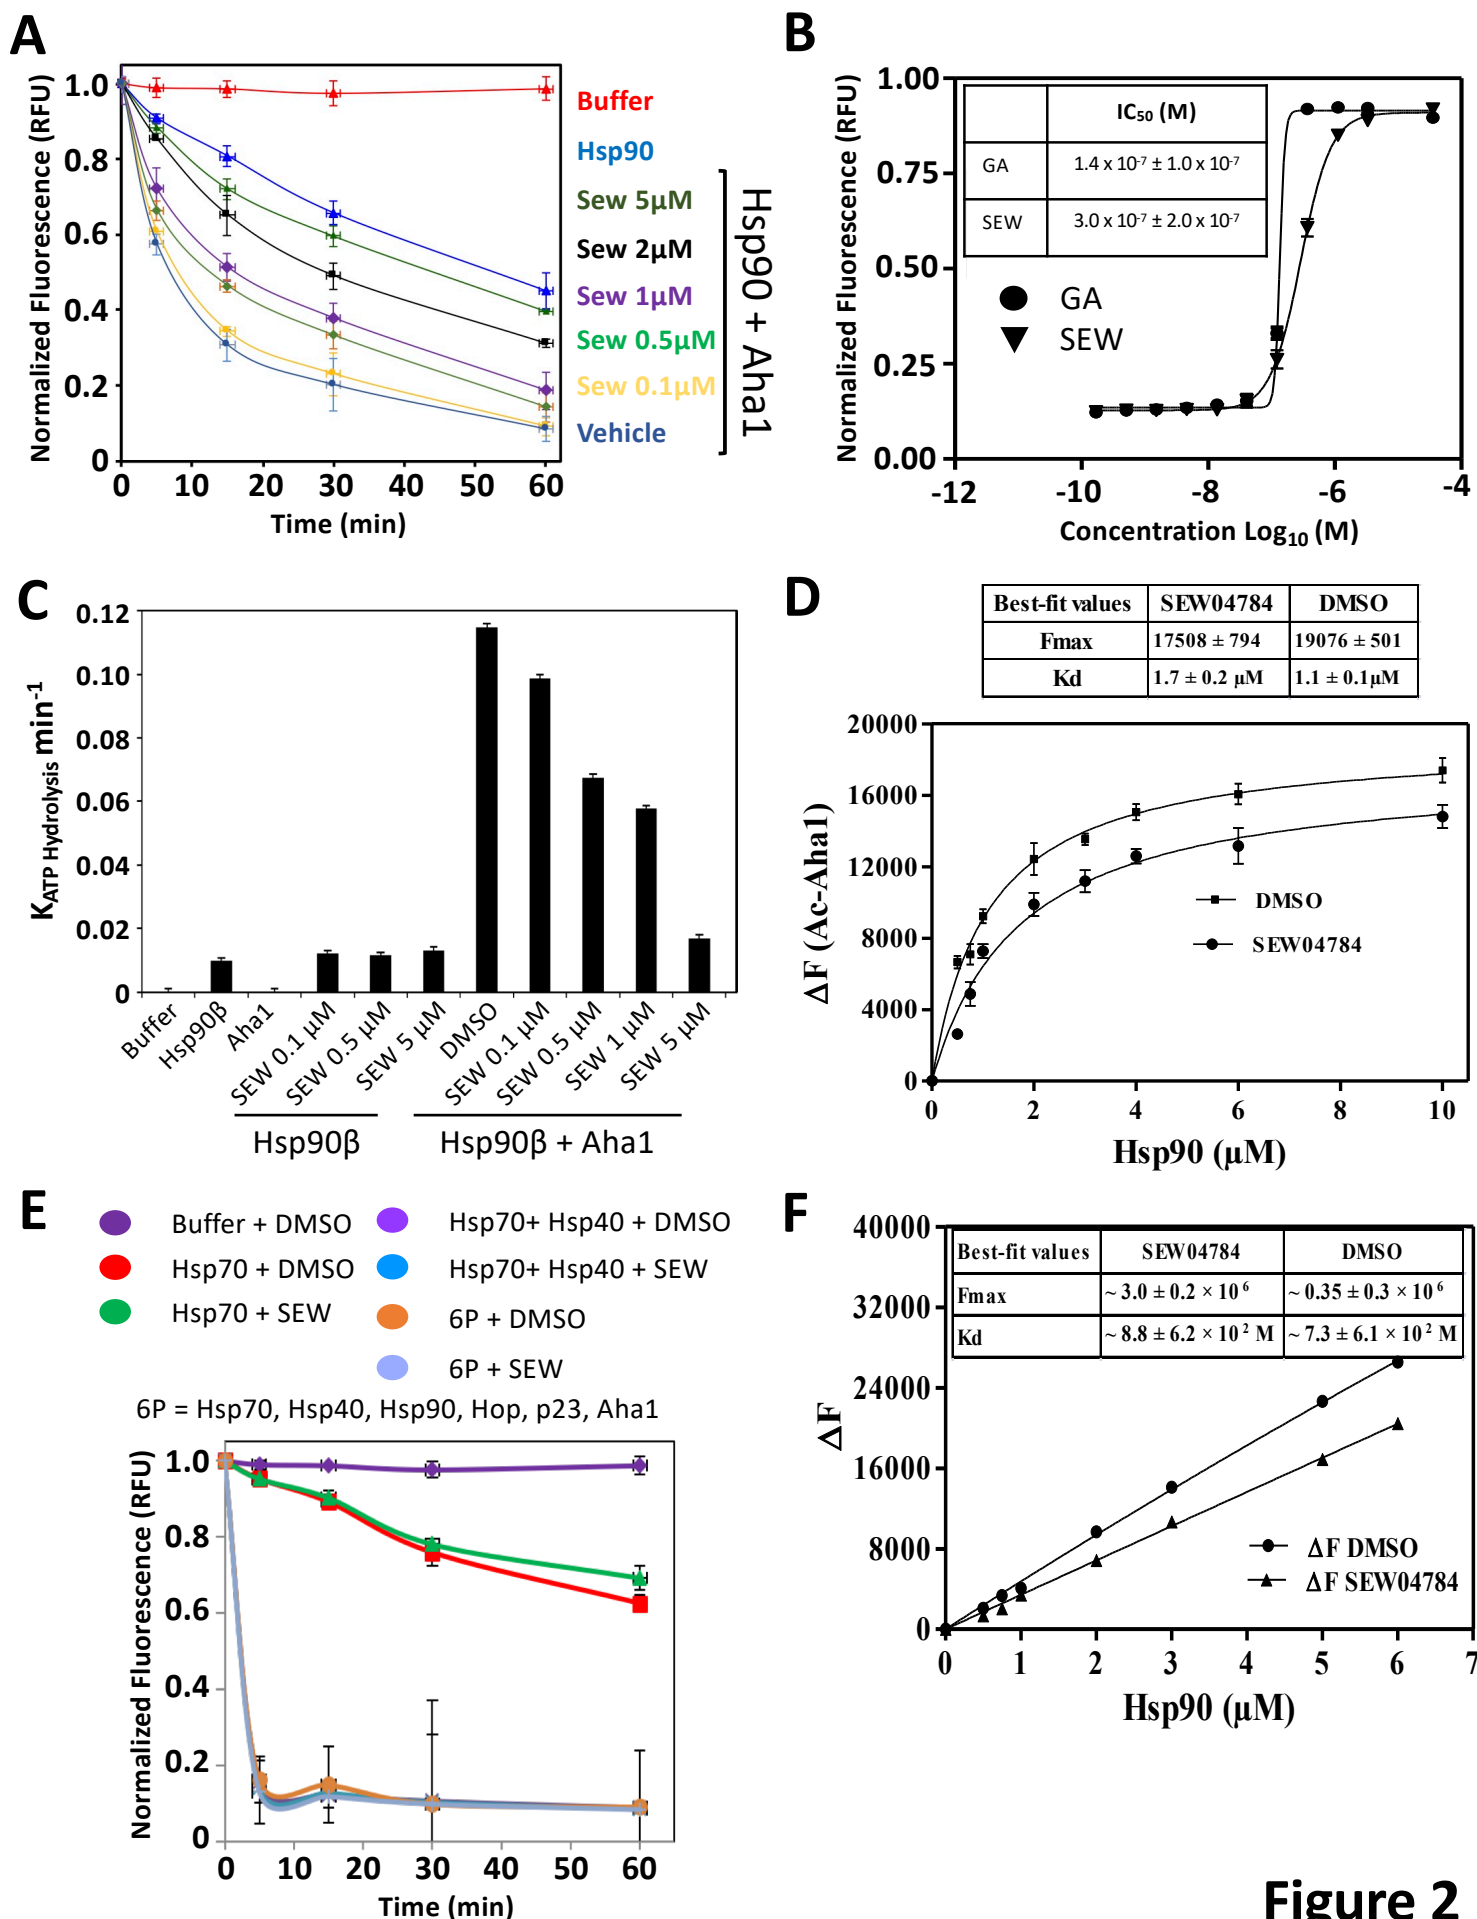 A
Normalized Fluorescence (RFU)
1.0
0.8
0.6
0.4
0.2
0
0 10 20 30 40 50 60
Time (min)
Buffer
Hsp90
Sew 5µM
Sew 2µM
Sew 1µM
Sew 0.5µM
Sew 0.1µM
Vehicle
Hsp90 + Aha1
B
Normalized Fluorescence (RFU)
1.00
0.75
0.50
0.25
0.00
-12 -10 -8 -6 -4
Concentration Log10 (M)
IC50 (M)
GA 1.4 x 10-7 ± 1.0 x 10-7
SEW 3.0 x 10-7 ± 2.0 x 10-7
GA
SEW
C
KATP Hydrolysis min-1
0.12
0.10
0.08
0.06
0.04
0.02
0
Buffer
Hsp90β
Aha1
SEW 0.1 µM
SEW 0.5 µM
SEW 5 µM
DMSO
SEW 0.1 µM
SEW 0.5 µM
SEW 1 µM
SEW 5 µM
Hsp90β
Hsp90β + Aha1
D
Best-fit values SEW04784 DMSO
Fmax 17508 ± 794 19076 ± 501
Kd 1.7 ± 0.2 µM 1.1 ± 0.1µM
ΔF (Ac-Aha1)
20000
16000
12000
8000
4000
0
DMSO
SEW04784
0 2 4 6 8 10
Hsp90 (µM)
E
Buffer + DMSO
Hsp70 + DMSO
Hsp70 + SEW
Hsp70+ Hsp40 + DMSO
Hsp70+ Hsp40 + SEW
6P + DMSO
6P + SEW
6P = Hsp70, Hsp40, Hsp90, Hop, p23, Aha1
Normalized Fluorescence (RFU)
1.0
0.8
0.6
0.4
0.2
0
0 10 20 30 40 50 60
Time (min)
F
ΔF
40000
32000
24000
16000
8000
0
Best-fit values SEW04784 DMSO
Fmax ~ 3.0 ± 0.2 × 10 6 ~ 0.35 ± 0.3 × 10 6
Kd ~ 8.8 ± 6.2 × 10 2 M ~ 7.3 ± 6.1 × 10 2 M
ΔF DMSO
ΔF SEW04784
0 1 2 3 4 5 6 7
Hsp90 (µM)
Figure 2